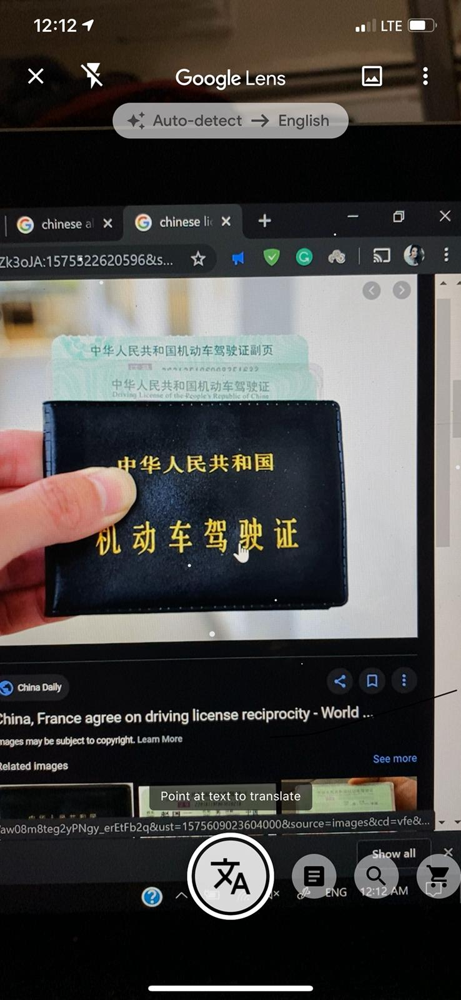 12:12
LTE
Google Lens
Auto-detect → English
chinese a
chinese li
Zk3oJA:1575522620596&s...
中华人民共和国机动车驾驶证副页
中华人民共和国机动车驾驶证
Driving License of the People's Republic of China
中华人民共和国
机动车驾驶证
China Daily
China, France agree on driving license reciprocity - World ...
mages may be subject to copyright. Learn More
Related images
See more
Point at text to translate
aw08m8teg2yPNgy_erEtFb2q&ust=1575609023604000&source=images&cd=vfe&...
Show all
文A
ENG
12:12 AM